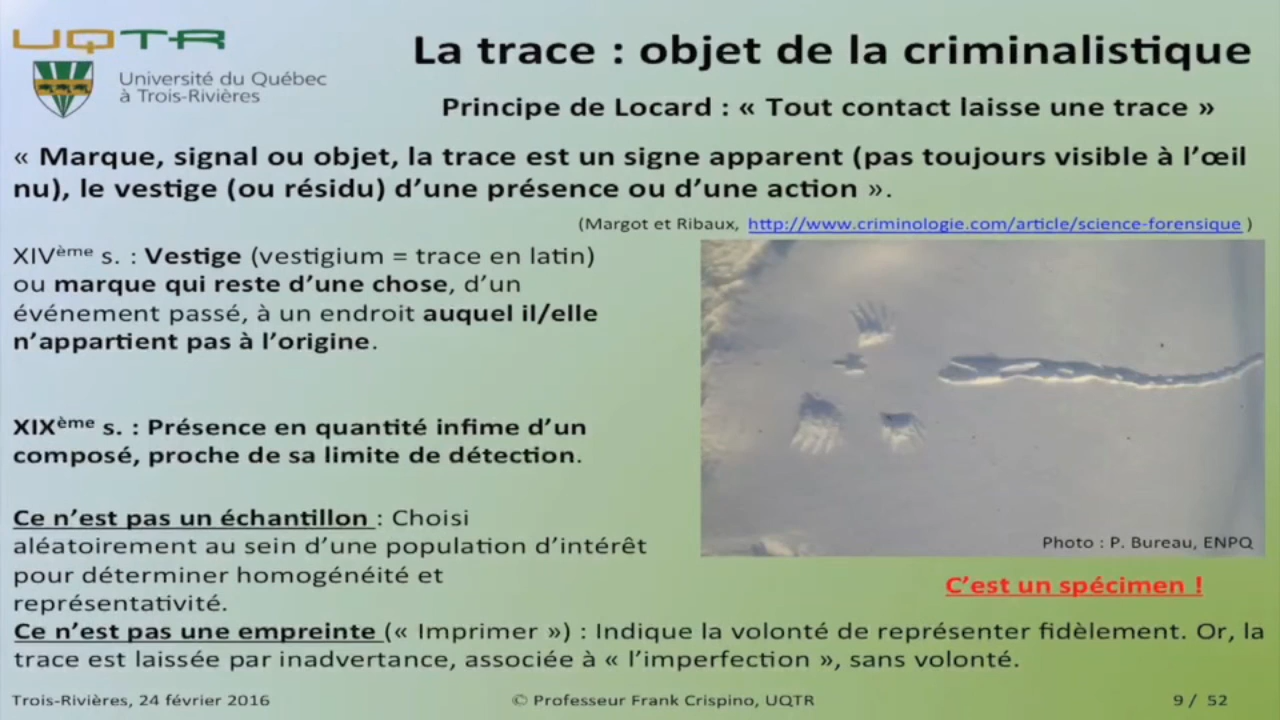 UQTR
Université du Québec
à Trois-Rivières
La trace : objet de la criminalistique
Principe de Locard : « Tout contact laisse une trace »
« Marque, signal ou objet, la trace est un signe apparent (pas toujours visible à l’œil
nu), le vestige (ou résidu) d’une présence ou d’une action ».
(Margot et Ribaux, http://www.criminologie.com/article/science-forensique )
XIVème s. : Vestige (vestigium = trace en latin)
ou marque qui reste d’une chose, d’un
événement passé, à un endroit auquel il/elle
n’appartient pas à l’origine.
XIXème s. : Présence en quantité infime d’un
composé, proche de sa limite de détection.
Ce n’est pas un échantillon : Choisi
aléatoirement au sein d’une population d’intérêt
pour déterminer homogénéité et
représentativité.
Photo : P. Bureau, ENPQ
C’est un spécimen !
Ce n’est pas une empreinte (« Imprimer ») : Indique la volonté de représenter fidèlement. Or, la
trace est laissée par inadvertance, associée à « l’imperfection », sans volonté.
Trois-Rivières, 24 février 2016
© Professeur Frank Crispino, UQTR
9 / 52